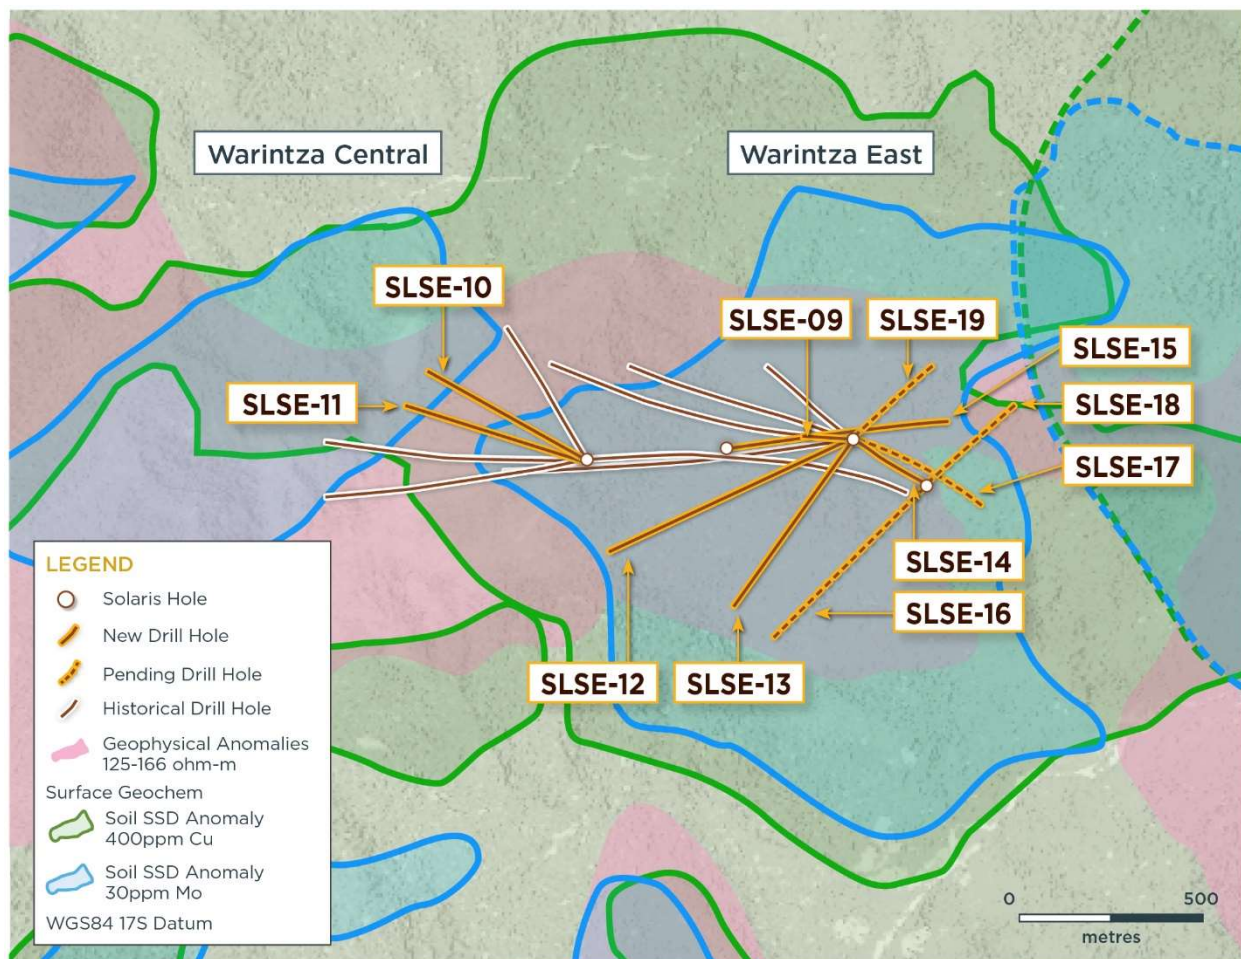 Warintza Central
Warintza East
SLSE-10
SLSE-09
SLSE-19
SLSE-15
SLSE-11
SLSE-18
SLSE-17
SLSE-14
SLSE-16
SLSE-12
SLSE-13
LEGEND
Solaris Hole
New Drill Hole
Pending Drill Hole
Historical Drill Hole
Geophysical Anomalies
125-166 ohm-m
Surface Geochem
Soil SSD Anomaly
400ppm Cu
Soil SSD Anomaly
30ppm Mo
WGS84 17S Datum
0 500
metres